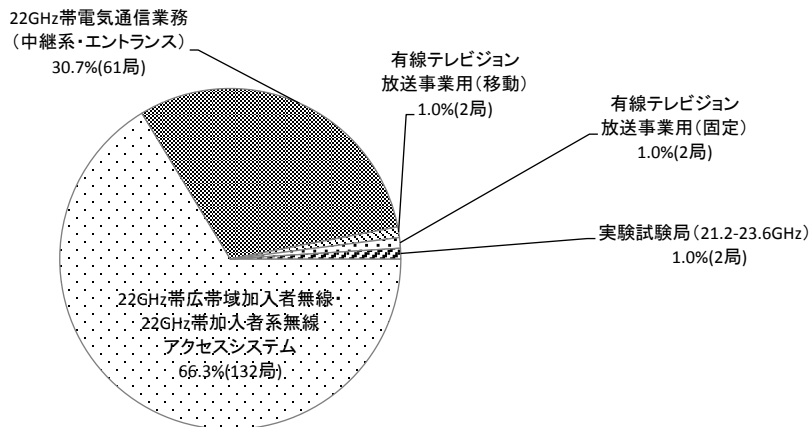 22GHz帯電気通信業務
（中継系・エントランス）
30.7%(61局)
有線テレビジョン
放送事業用（移動）
1.0%(2局)
有線テレビジョン
放送事業用（固定）
1.0%(2局)
実験試験局（21.2-23.6GHz）
1.0%(2局)
22GHz帯広帯域加入者無線・
22GHz帯加入者系無線
アクセスシステム
66.3%(132局)